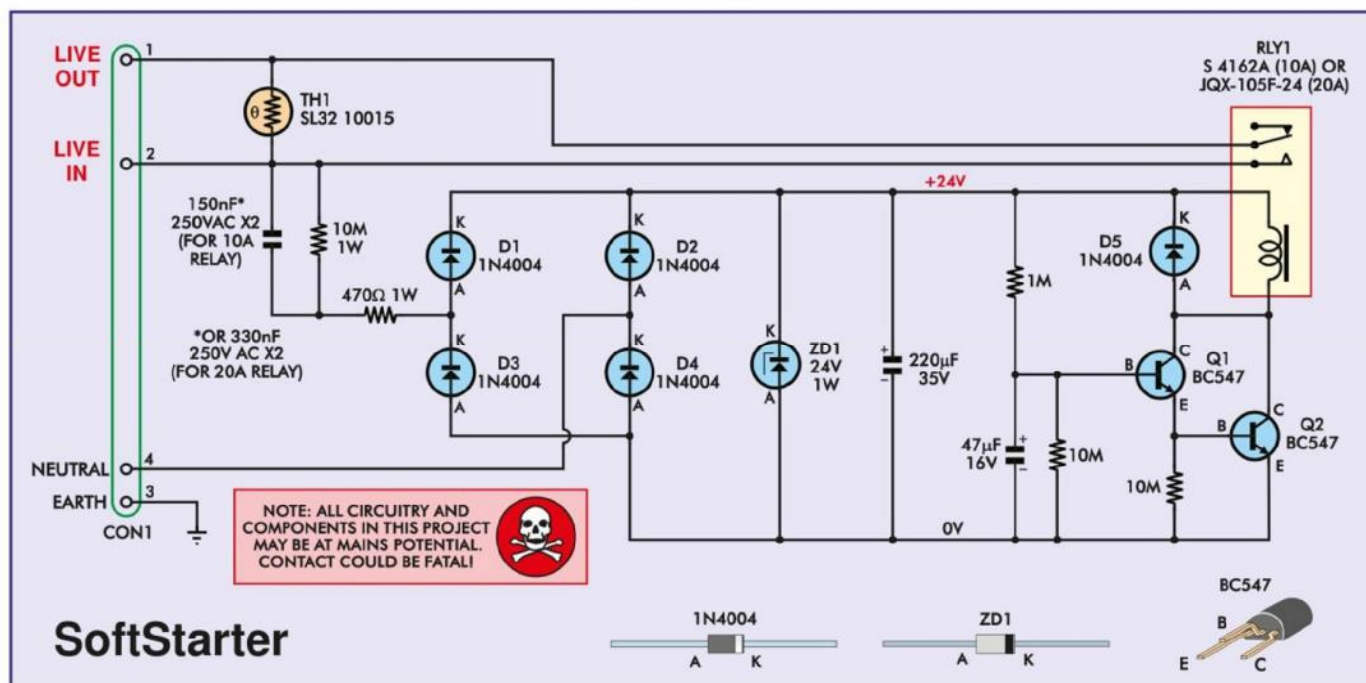 LIVE
OUT
1
TH1
SL32 10015
θ
RLY1
S 4162A (10A) OR
JQX-105F-24 (20A)
LIVE
IN
2
+24V
150nF*
250VAC X2
(FOR 10A
RELAY)
10M
1W
K
D1
1N4004
A
K
D2
1N4004
A
K
D5
1N4004
A
1M
470Ω 1W
*OR 330nF
250V AC X2
(FOR 20A RELAY)
K
D3
1N4004
A
K
D4
1N4004
A
K
ZD1
24V
1W
A
+
220µF
35V
–
C
B
Q1
BC547
E
C
B
Q2
BC547
E
47µF
16V
+
–
10M
10M
NEUTRAL
4
EARTH
3
CON1
0V
NOTE: ALL CIRCUITRY AND
COMPONENTS IN THIS PROJECT
MAY BE AT MAINS POTENTIAL.
CONTACT COULD BE FATAL!
SoftStarter
1N4004
A
K
ZD1
A
K
BC547
B
E
C